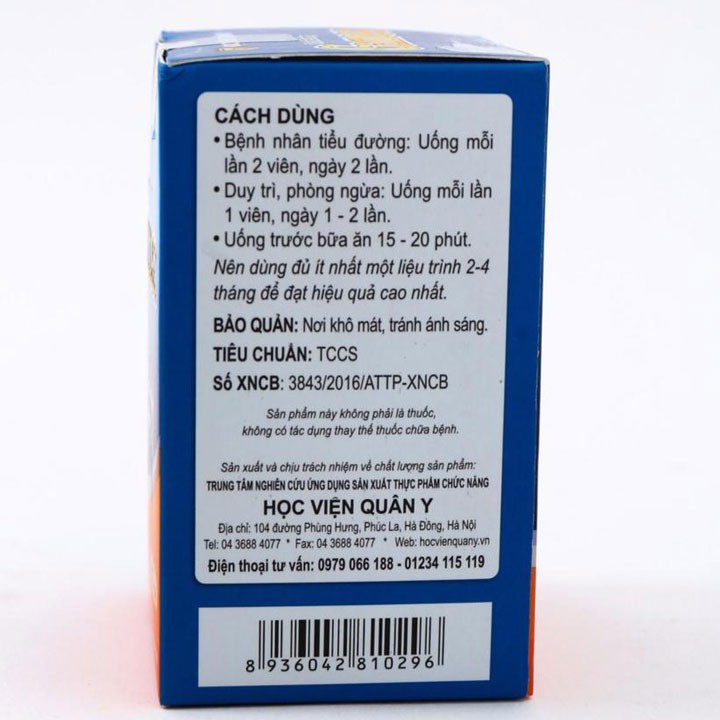 CÁCH DÙNG
• Bệnh nhân tiểu đường: Uống mỗi
lần 2 viên, ngày 2 lần.
• Duy trì, phòng ngừa: Uống mỗi lần
1 viên, ngày 1 - 2 lần.
• Uống trước bữa ăn 15 - 20 phút.
Nên dùng đủ ít nhất một liệu trình 2-4
tháng để đạt hiệu quả cao nhất.
BẢO QUẢN: Nơi khô mát, tránh ánh sáng.
TIÊU CHUẨN: TCCS
Số XNCB: 3843/2016/ATTP-XNCB
Sản phẩm này không phải là thuốc,
không có tác dụng thay thế thuốc chữa bệnh.
Sản xuất và chịu trách nhiệm về chất lượng sản phẩm:
TRUNG TÂM NGHIÊN CỨU ỨNG DỤNG SẢN XUẤT THỰC PHẨM CHỨC NĂNG
HỌC VIỆN QUÂN Y
Địa chỉ: 104 đường Phùng Hưng, Phúc La, Hà Đông, Hà Nội
Tel: 04 3688 4077 * Fax: 04 3688 4077 * Web: hocvienquany.vn
Điện thoại tư vấn: 0979 066 188 - 01234 115 119
8 936042 810296